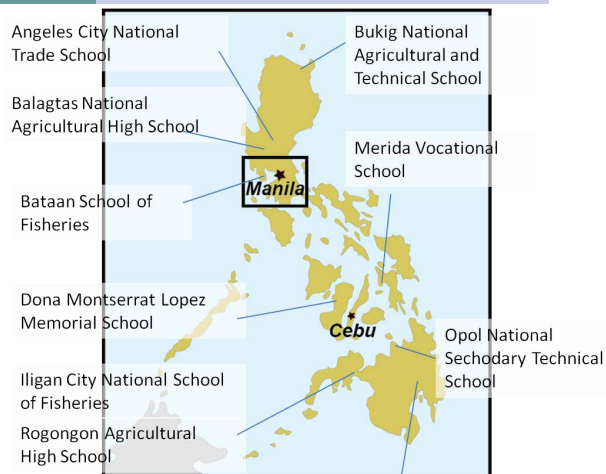 Angeles City National
Trade School
Bukig National
Agricultural and
Technical School
Balagtas National
Agricultural High School
Merida Vocational
School
Manila
Bataan School of
Fisheries
Dona Montserrat Lopez
Memorial School
Cebu
Opol National
Sechodary Technical
School
Iligan City National School
of Fisheries
Rogongon Agricultural
High School